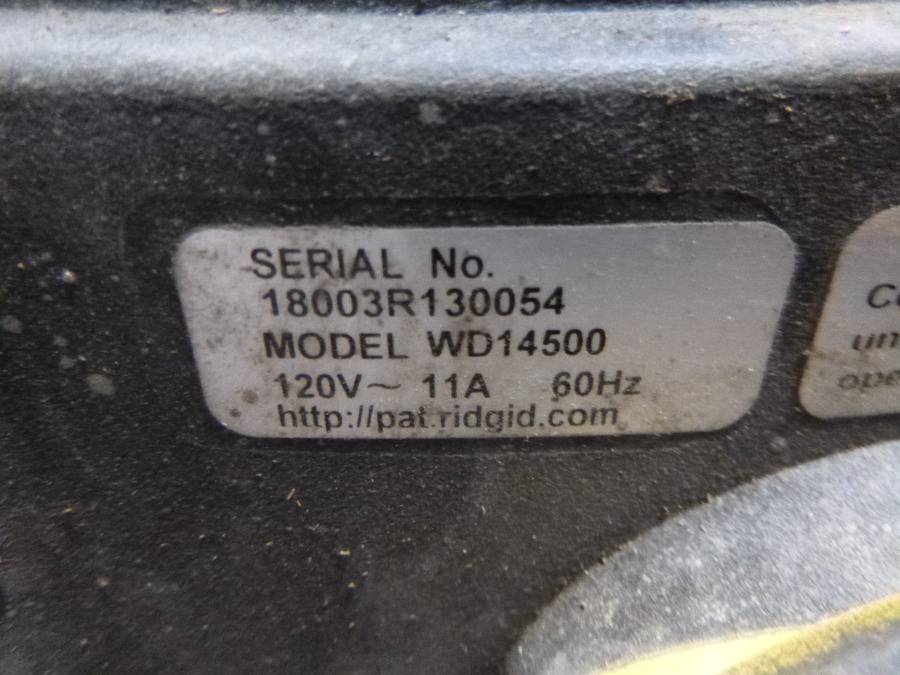 SERIAL No.
18003R130054
MODEL WD14500
120V~ 11A 60Hz
http://pat.ridgid.com